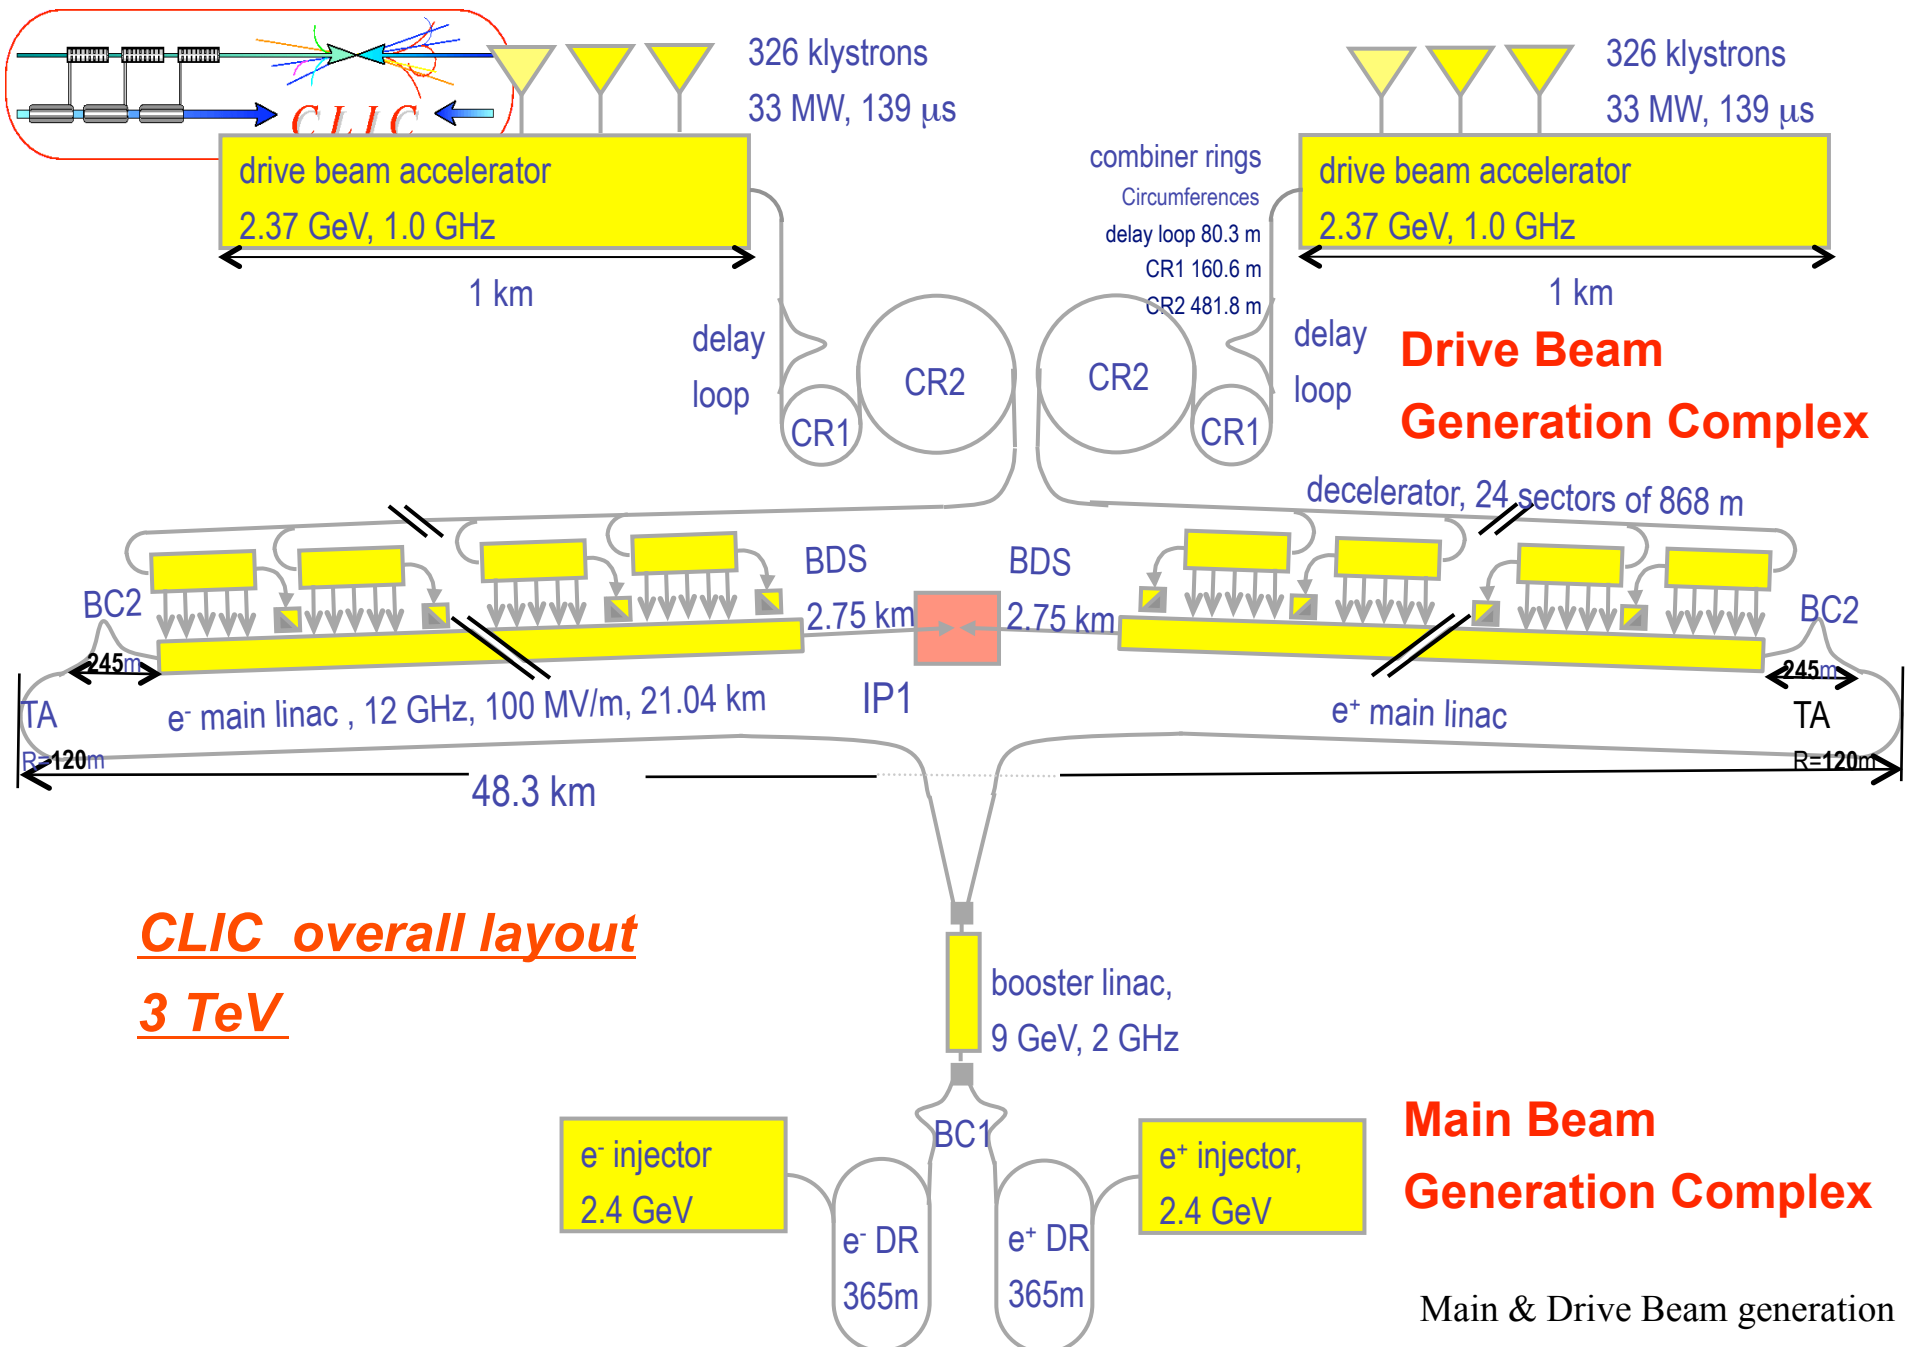 CLIC
326 klystrons
33 MW, 139 μs
326 klystrons
33 MW, 139 μs
drive beam accelerator
2.37 GeV, 1.0 GHz
1 km
combiner rings
Circumferences
delay loop 80.3 m
CR1 160.6 m
CR2 481.8 m
drive beam accelerator
2.37 GeV, 1.0 GHz
1 km
delay
loop
CR1
CR2
CR2
CR1
delay
loop
Drive Beam
Generation Complex
decelerator, 24 sectors of 868 m
BC2
245m
TA
R=120m
BDS
2.75 km
BDS
2.75 km
BC2
245m
TA
R=120m
e- main linac , 12 GHz, 100 MV/m, 21.04 km
IP1
e+ main linac
48.3 km
CLIC overall layout
3 TeV
booster linac,
9 GeV, 2 GHz
BC1
e- injector
2.4 GeV
e+ injector,
2.4 GeV
e- DR
365m
e+ DR
365m
Main Beam
Generation Complex
Main & Drive Beam generation